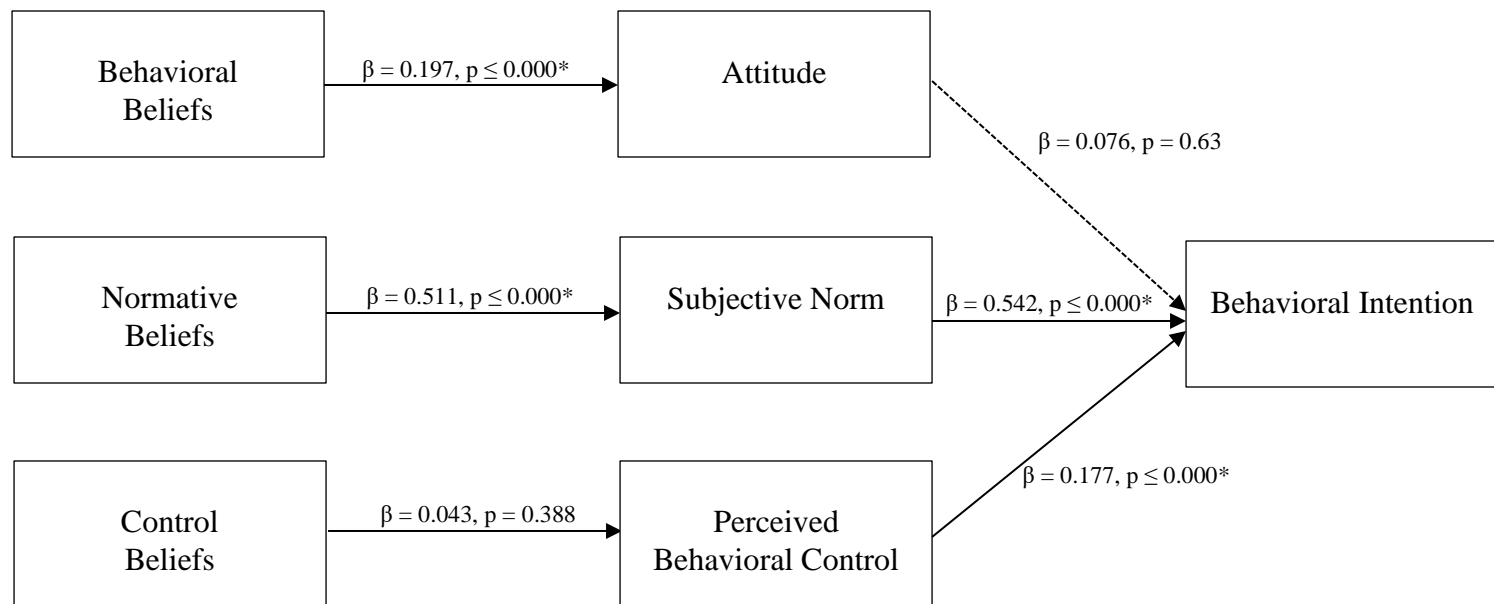 Behavioral
Beliefs
β = 0.197, p ≤ 0.000*
Attitude
β = 0.076, p = 0.63
Normative
Beliefs
β = 0.511, p ≤ 0.000*
Subjective Norm
β = 0.542, p ≤ 0.000*
Behavioral Intention
Control
Beliefs
β = 0.043, p = 0.388
Perceived
Behavioral Control
β = 0.177, p ≤ 0.000*